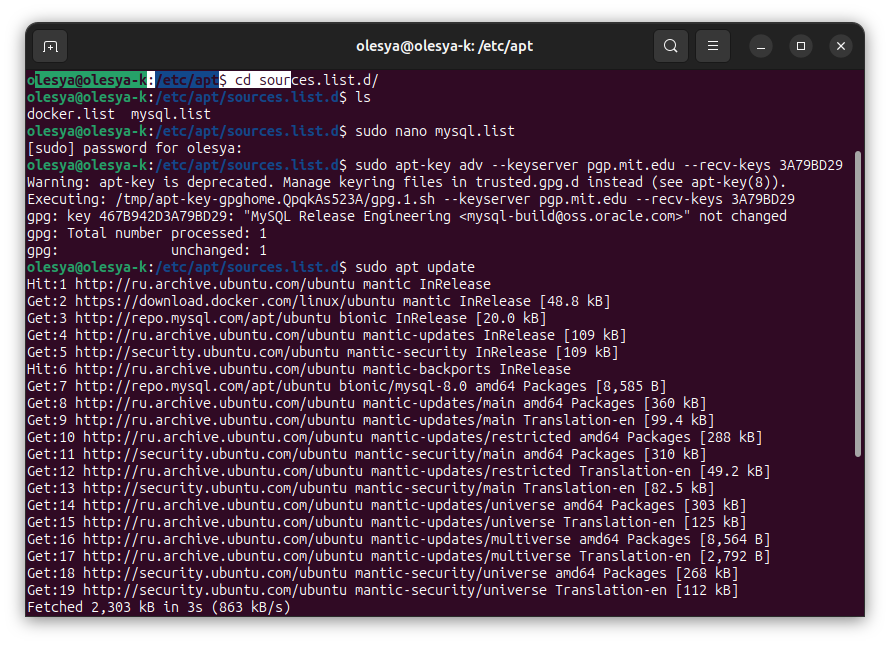 olesya@olesya-k: /etc/apt
olesya@olesya-k:/etc/apt$ cd sources.list.d/
olesya@olesya-k:/etc/apt/sources.list.d$ ls
docker.list  mysql.list
olesya@olesya-k:/etc/apt/sources.list.d$ sudo nano mysql.list
[sudo] password for olesya:
olesya@olesya-k:/etc/apt/sources.list.d$ sudo apt-key adv --keyserver pgp.mit.edu --recv-keys 3A79BD29
Warning: apt-key is deprecated. Manage keyring files in trusted.gpg.d instead (see apt-key(8)).
Executing: /tmp/apt-key-gpghome.QpqkAs523A/gpg.1.sh --keyserver pgp.mit.edu --recv-keys 3A79BD29
gpg: key 467B942D3A79BD29: "MySQL Release Engineering <mysql-build@oss.oracle.com>" not changed
gpg: Total number processed: 1
gpg:              unchanged: 1
olesya@olesya-k:/etc/apt/sources.list.d$ sudo apt update
Hit:1 http://ru.archive.ubuntu.com/ubuntu mantic InRelease
Get:2 https://download.docker.com/linux/ubuntu mantic InRelease [48.8 kB]
Get:3 http://repo.mysql.com/apt/ubuntu bionic InRelease [20.0 kB]
Get:4 http://ru.archive.ubuntu.com/ubuntu mantic-updates InRelease [109 kB]
Get:5 http://security.ubuntu.com/ubuntu mantic-security InRelease [109 kB]
Hit:6 http://ru.archive.ubuntu.com/ubuntu mantic-backports InRelease
Get:7 http://repo.mysql.com/apt/ubuntu bionic/mysql-8.0 amd64 Packages [8,585 B]
Get:8 http://ru.archive.ubuntu.com/ubuntu mantic-updates/main amd64 Packages [360 kB]
Get:9 http://ru.archive.ubuntu.com/ubuntu mantic-updates/main Translation-en [99.4 kB]
Get:10 http://ru.archive.ubuntu.com/ubuntu mantic-updates/restricted amd64 Packages [288 kB]
Get:11 http://security.ubuntu.com/ubuntu mantic-security/main amd64 Packages [310 kB]
Get:12 http://ru.archive.ubuntu.com/ubuntu mantic-updates/restricted Translation-en [49.2 kB]
Get:13 http://security.ubuntu.com/ubuntu mantic-security/main Translation-en [82.5 kB]
Get:14 http://ru.archive.ubuntu.com/ubuntu mantic-updates/universe amd64 Packages [303 kB]
Get:15 http://ru.archive.ubuntu.com/ubuntu mantic-updates/universe Translation-en [125 kB]
Get:16 http://ru.archive.ubuntu.com/ubuntu mantic-updates/multiverse amd64 Packages [8,564 B]
Get:17 http://ru.archive.ubuntu.com/ubuntu mantic-updates/multiverse Translation-en [2,792 B]
Get:18 http://security.ubuntu.com/ubuntu mantic-security/universe amd64 Packages [268 kB]
Get:19 http://security.ubuntu.com/ubuntu mantic-security/universe Translation-en [112 kB]
Fetched 2,303 kB in 3s (863 kB/s)